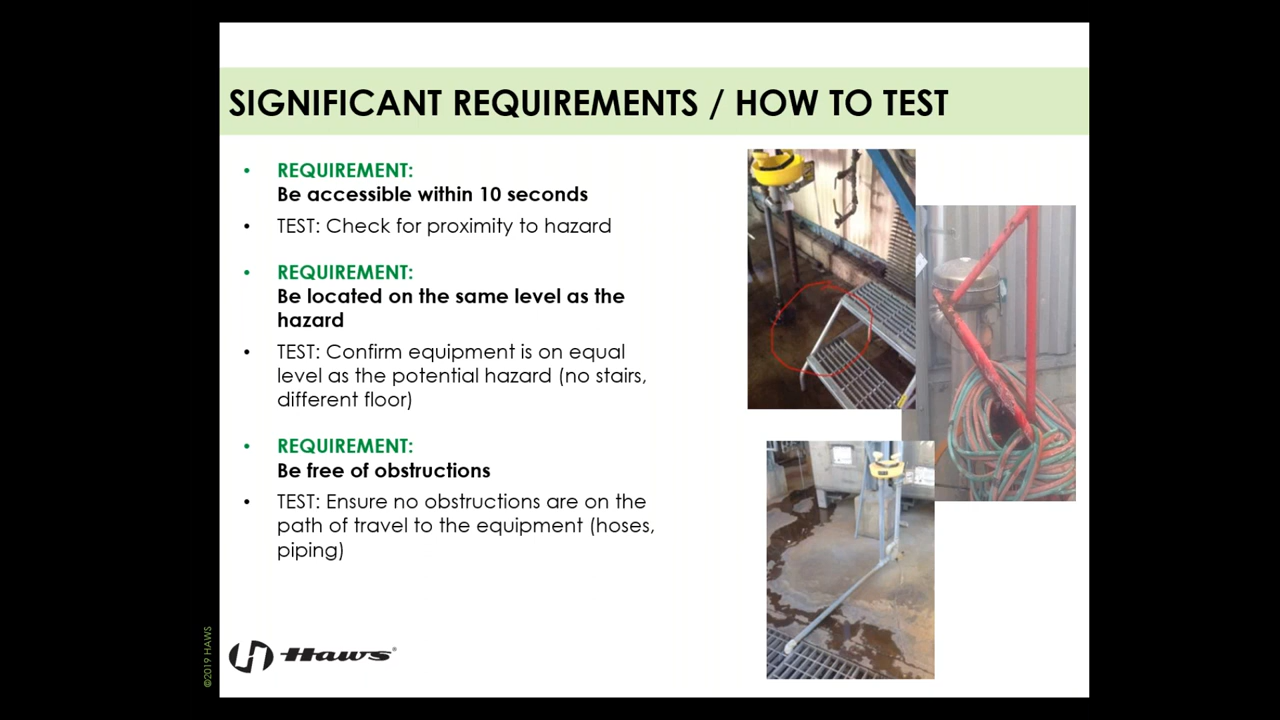 SIGNIFICANT REQUIREMENTS / HOW TO TEST
• REQUIREMENT:
Be accessible within 10 seconds
• TEST: Check for proximity to hazard
• REQUIREMENT:
Be located on the same level as the
hazard
• TEST: Confirm equipment is on equal
level as the potential hazard (no stairs,
different floor)
• REQUIREMENT:
Be free of obstructions
• TEST: Ensure no obstructions are on the
path of travel to the equipment (hoses,
piping)
©2019 HAWS
Haws®